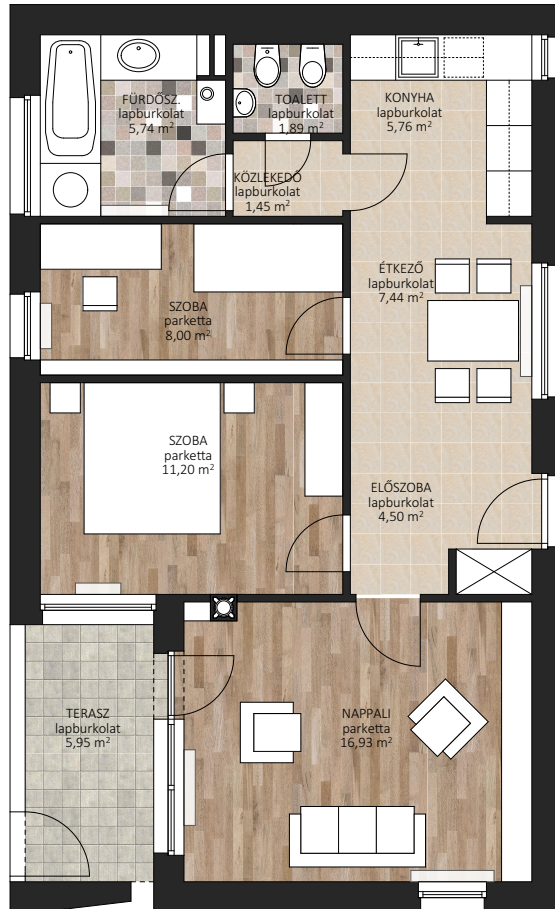 FÜRDŐSZ.
lapburkolat
5,74 m²
TOALETT
lapburkolat
1,89 m²
KONYHA
lapburkolat
5,76 m²
KÖZLEKEDŐ
lapburkolat
1,45 m²
ÉTKEZŐ
lapburkolat
7,44 m²
SZOBA
parketta
8,00 m²
SZOBA
parketta
11,20 m²
ELŐSZOBA
lapburkolat
4,50 m²
TERASZ
lapburkolat
5,95 m²
NAPPALI
parketta
16,93 m²